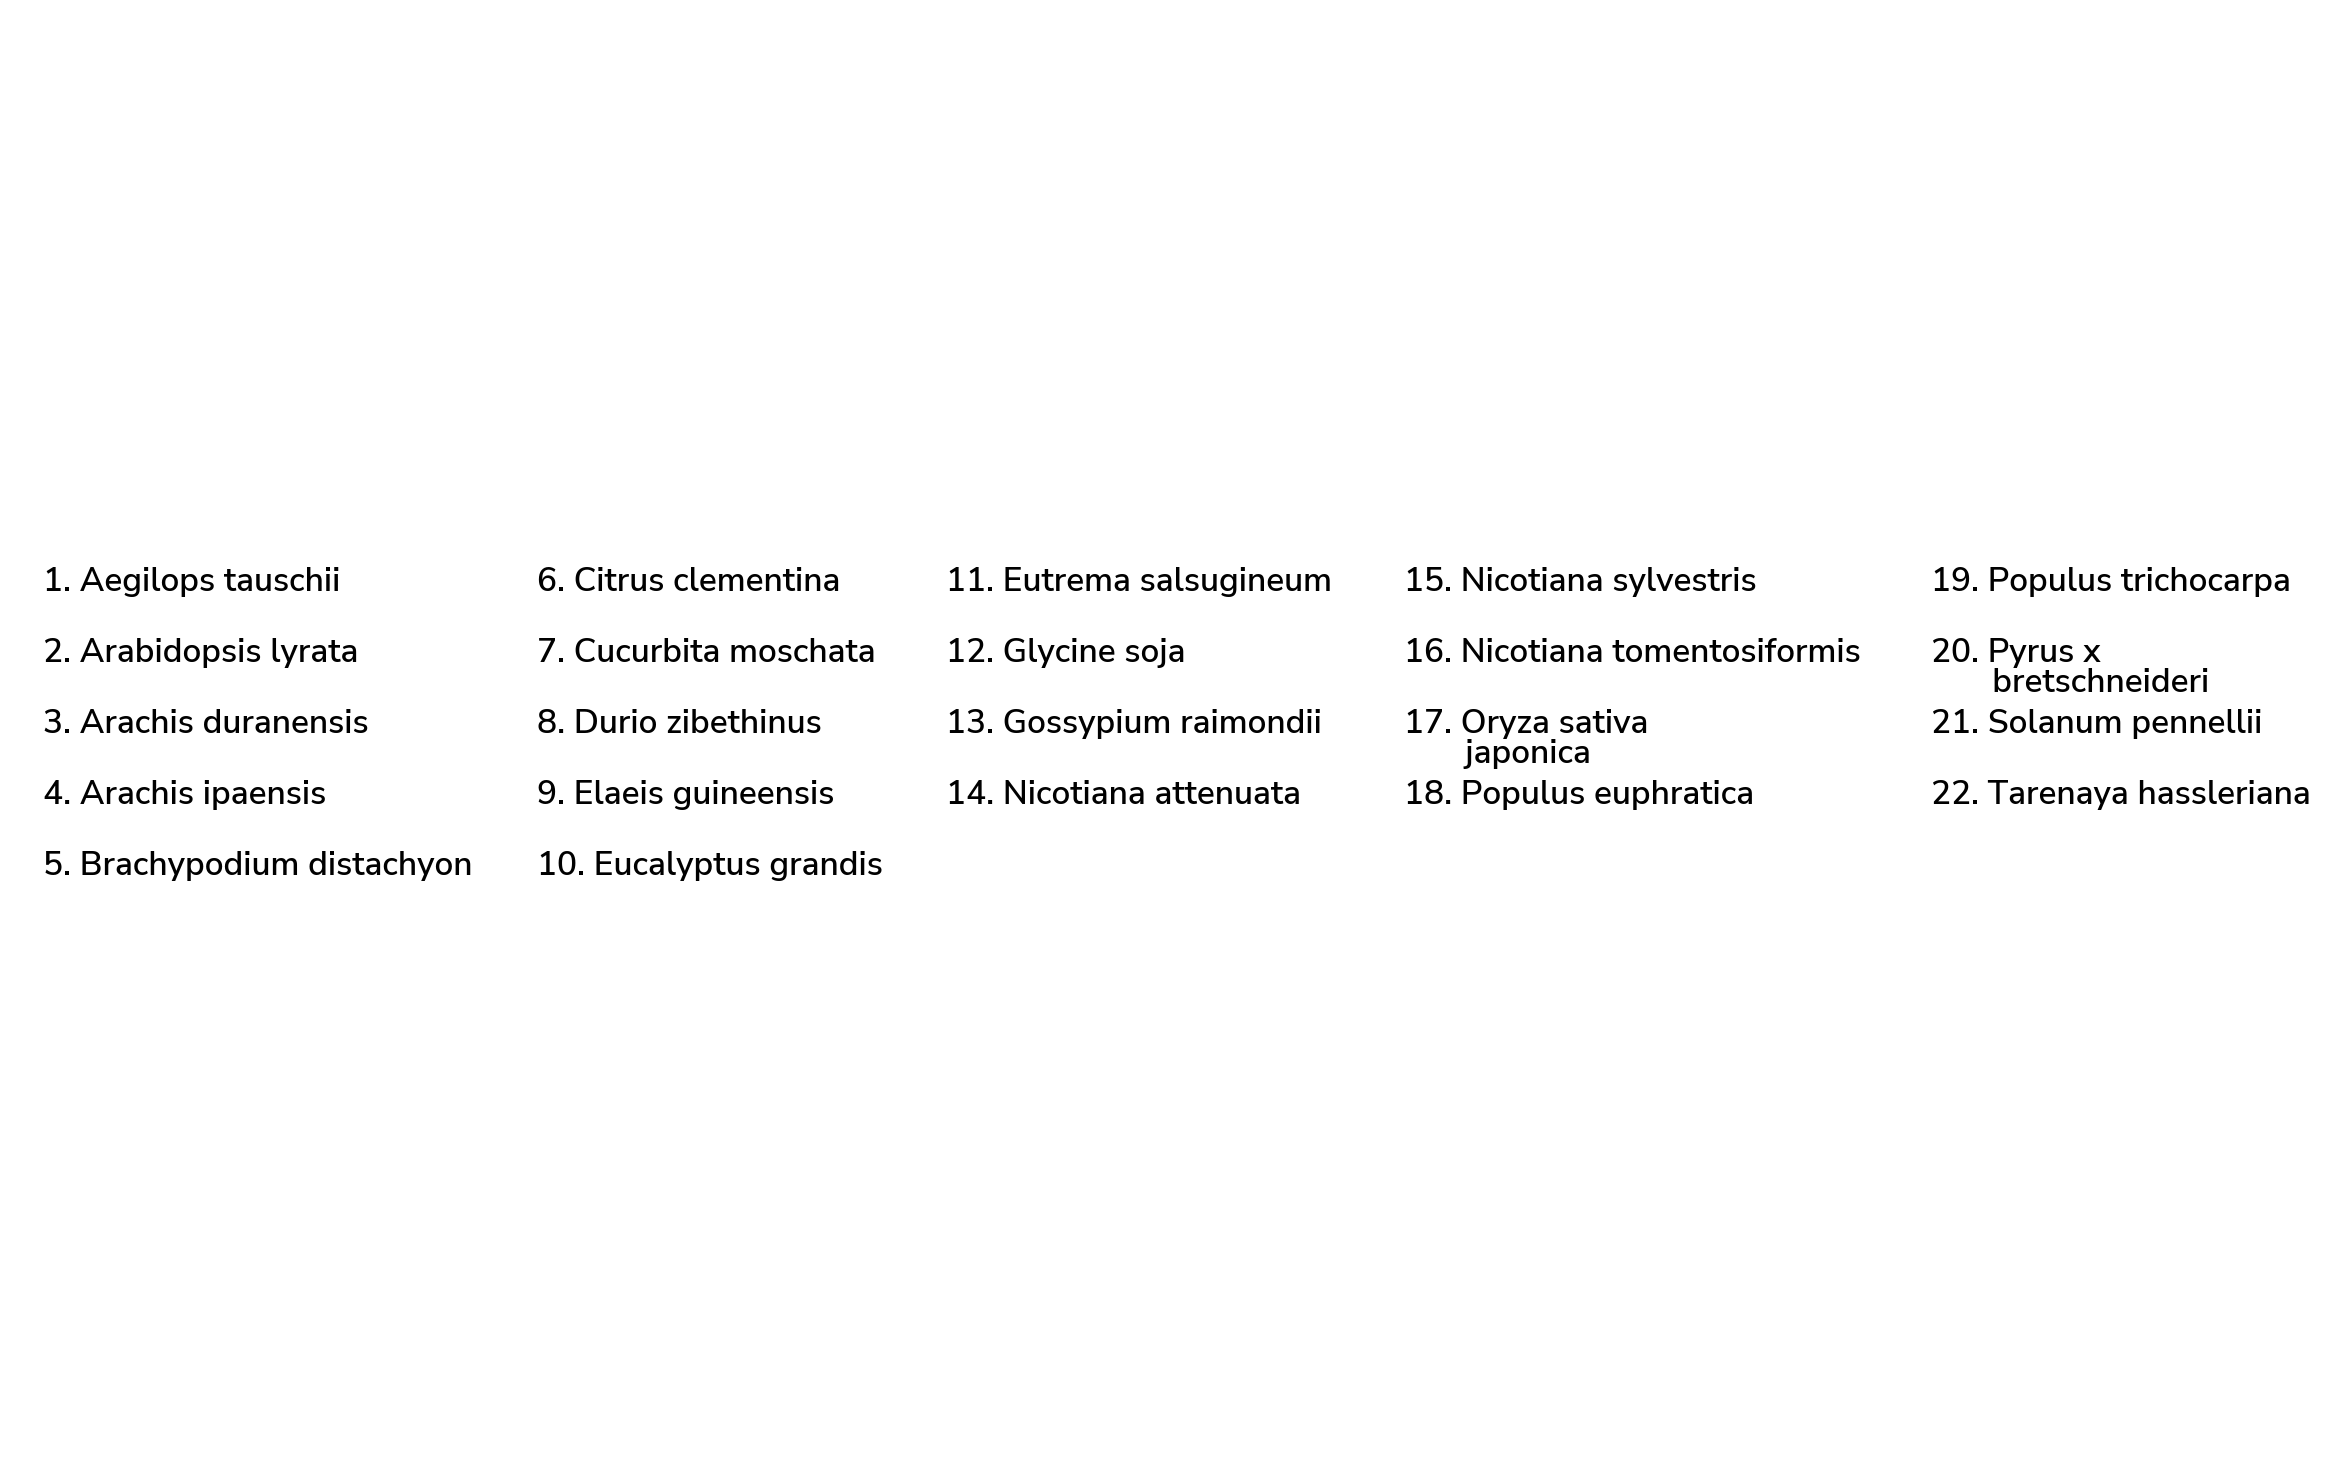 1. Aegilops tauschii
2. Arabidopsis lyrata
3. Arachis duranensis
4. Arachis ipaensis
5. Brachypodium distachyon
6. Citrus clementina
7. Cucurbita moschata
8. Durio zibethinus
9. Elaeis guineensis
10. Eucalyptus grandis
11. Eutrema salsugineum
12. Glycine soja
13. Gossypium raimondii
14. Nicotiana attenuata
15. Nicotiana sylvestris
16. Nicotiana tomentosiformis
17. Oryza sativa
japonica
18. Populus euphratica
19. Populus trichocarpa
20. Pyrus x
bretschneideri
21. Solanum pennellii
22. Tarenaya hassleriana